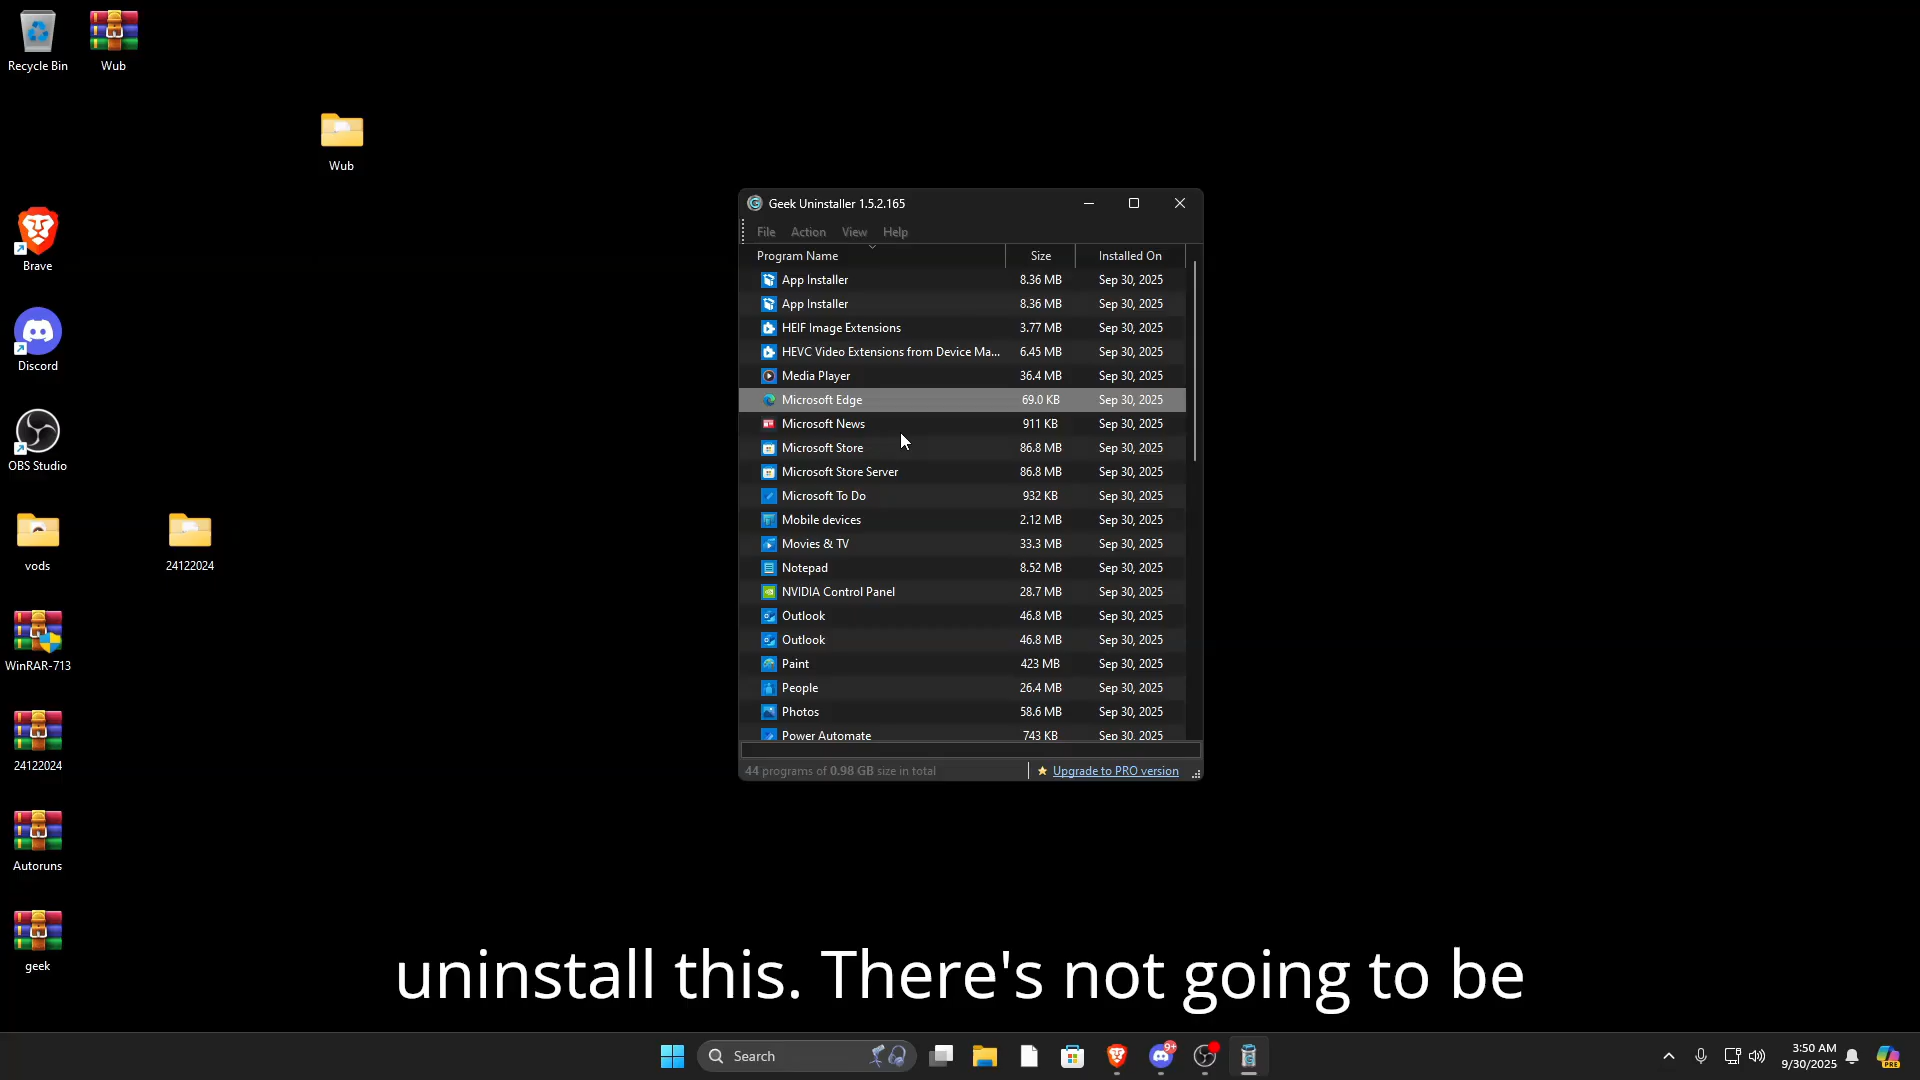 Recycle Bin
Wub
Wub
Brave
Discord
OBS Studio
vods
24122024
WinRAR-713
24122024
Autoruns
geek
Geek Uninstaller 1.5.2.165
File Action View Help
Program Name Size Installed On
App Installer 8.36 MB Sep 30, 2025
App Installer 8.36 MB Sep 30, 2025
HEIF Image Extensions 3.77 MB Sep 30, 2025
HEVC Video Extensions from Device Ma... 6.45 MB Sep 30, 2025
Media Player 36.4 MB Sep 30, 2025
Microsoft Edge 69.0 KB Sep 30, 2025
Microsoft News 911 KB Sep 30, 2025
Microsoft Store 86.8 MB Sep 30, 2025
Microsoft Store Server 86.8 MB Sep 30, 2025
Microsoft To Do 932 KB Sep 30, 2025
Mobile devices 2.12 MB Sep 30, 2025
Movies & TV 33.3 MB Sep 30, 2025
Notepad 8.52 MB Sep 30, 2025
NVIDIA Control Panel 28.7 MB Sep 30, 2025
Outlook 46.8 MB Sep 30, 2025
Outlook 46.8 MB Sep 30, 2025
Paint 423 MB Sep 30, 2025
People 26.4 MB Sep 30, 2025
Photos 58.6 MB Sep 30, 2025
Power Automate 743 KB Sep 30, 2025
44 programs of 0.98 GB size in total
Upgrade to PRO version
uninstall this. There's not going to be
Search
9+
3:50 AM
9/30/2025
PRE